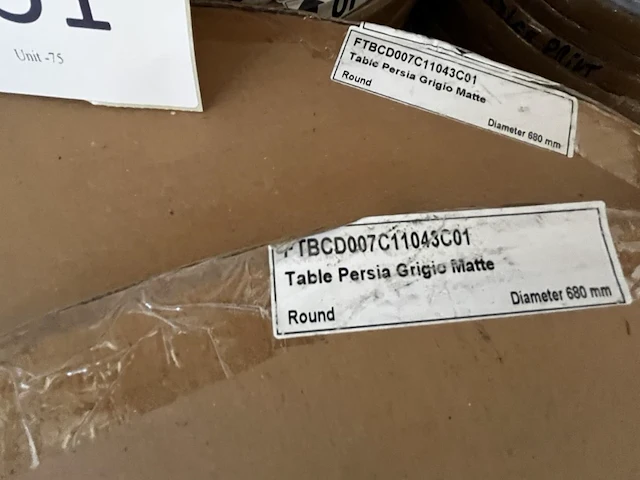 Unit -75
FTBCD007C11043C01
Table Persia Grigio Matte
Round
Diameter 680 mm
FTBCD007C11043C01
Table Persia Grigio Matte
Round
Diameter 680 mm